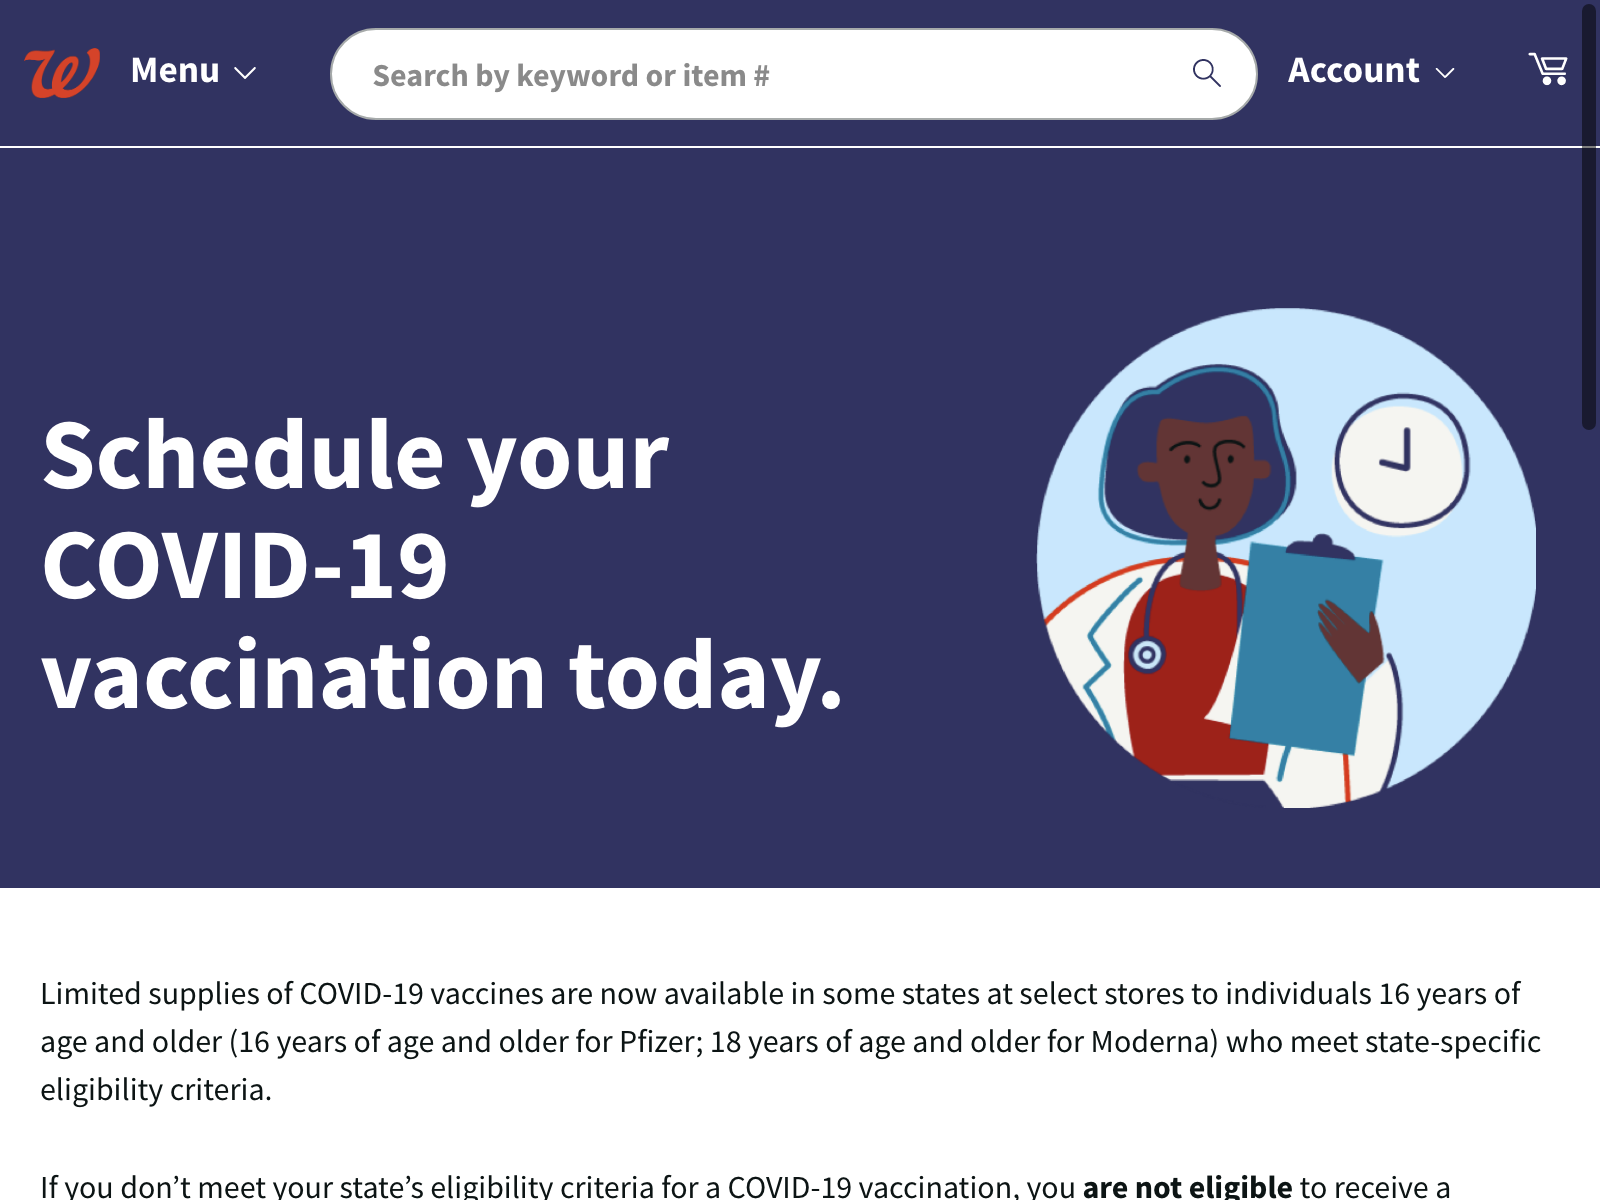 W Menu
Search by keyword or item #
Account
Schedule your
COVID-19
vaccination today.
Limited supplies of COVID-19 vaccines are now available in some states at select stores to individuals 16 years of
age and older (16 years of age and older for Pfizer; 18 years of age and older for Moderna) who meet state-specific
eligibility criteria.
If you don’t meet your state’s eligibility criteria for a COVID-19 vaccination, you are not eligible to receive a